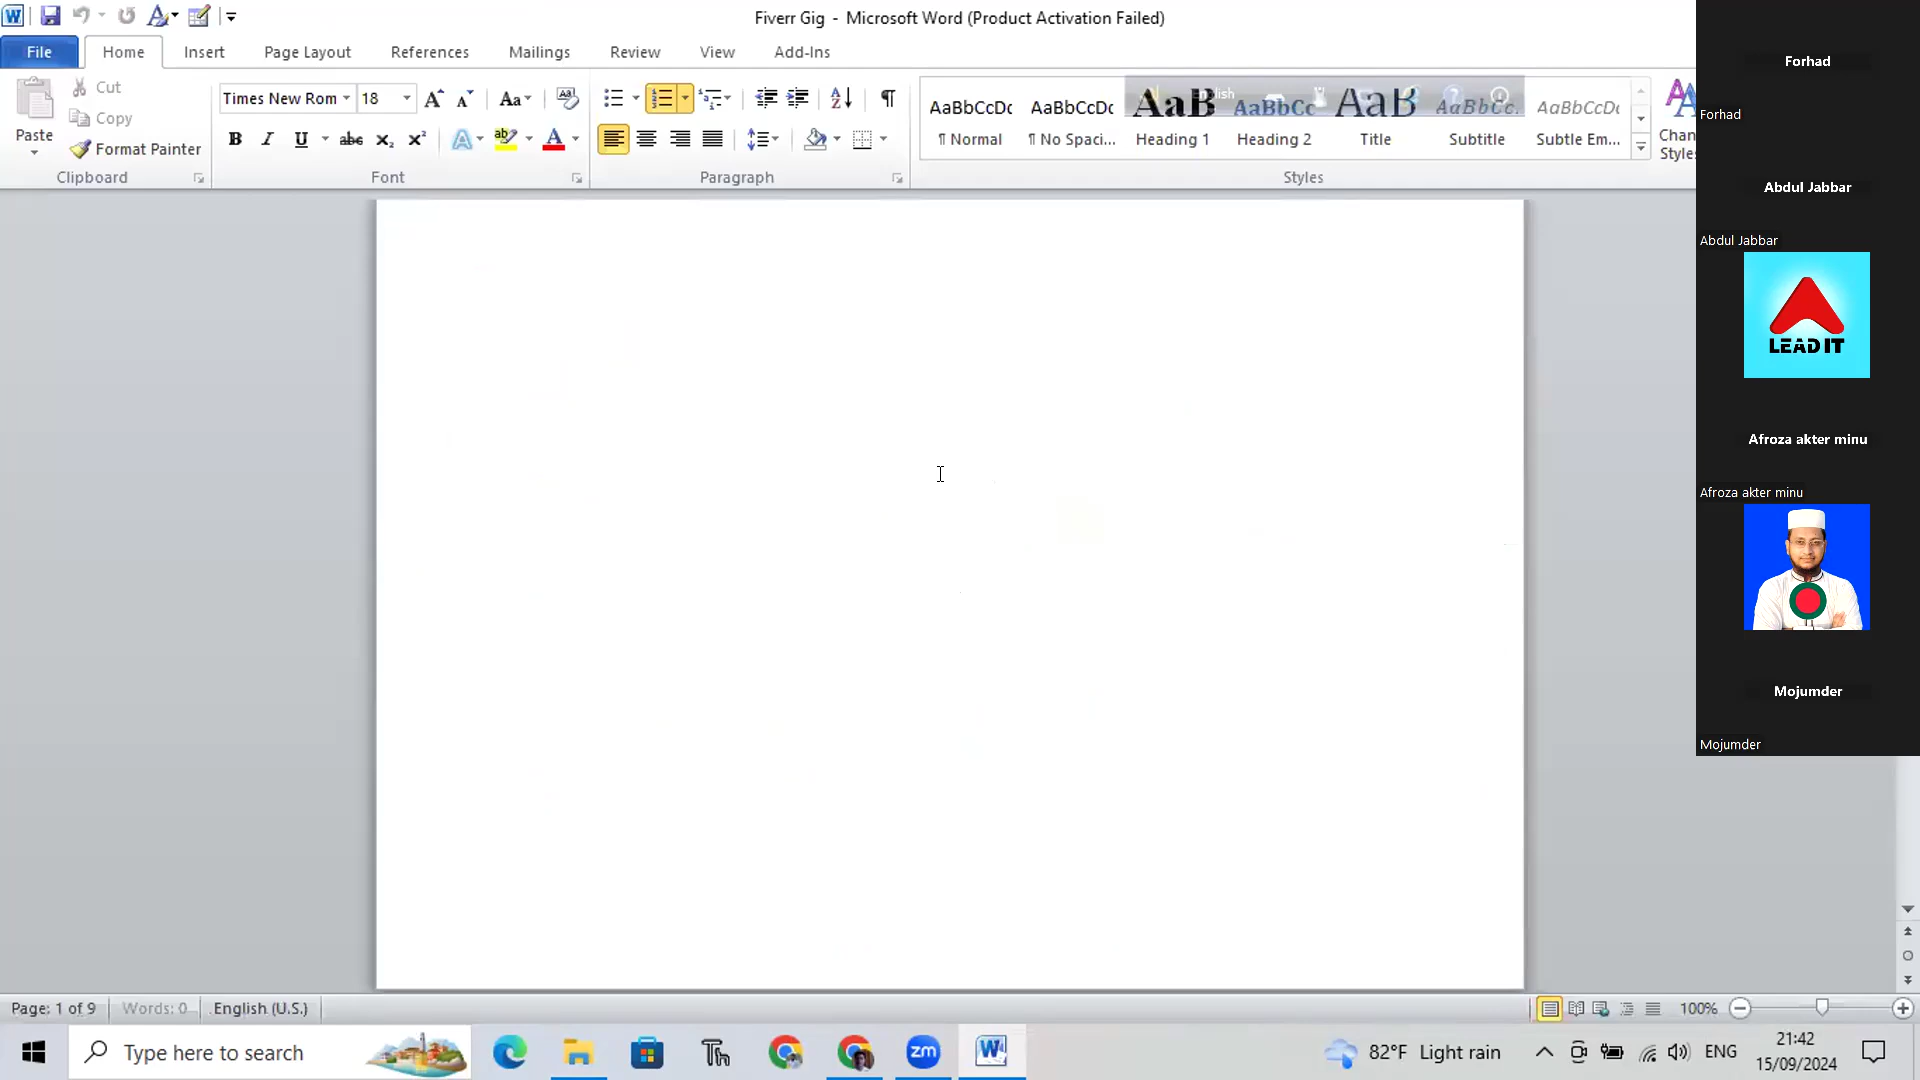 Fiverr Gig - Microsoft Word (Product Activation Failed)
File Home Insert Page Layout References Mailings Review View Add-Ins
Paste
Cut
Copy
Format Painter
Clipboard
Times New Rom 18
Font
Paragraph
AaBbCcDc AaBbCcDc AaB AaBbCc AaB AaBbCc. AaBbCcDc
¶ Normal ¶ No Spaci... Heading 1 Heading 2 Title Subtitle Subtle Em...
Chan
Styles
Styles
English
Forhad
Forhad
Abdul Jabbar
Abdul Jabbar
LEAD IT
Afroza akter minu
Afroza akter minu
Mojumder
Mojumder
Page: 1 of 9 Words: 0 English (U.S.) 100%
Type here to search
zm
82°F Light rain
ENG
21:42
15/09/2024